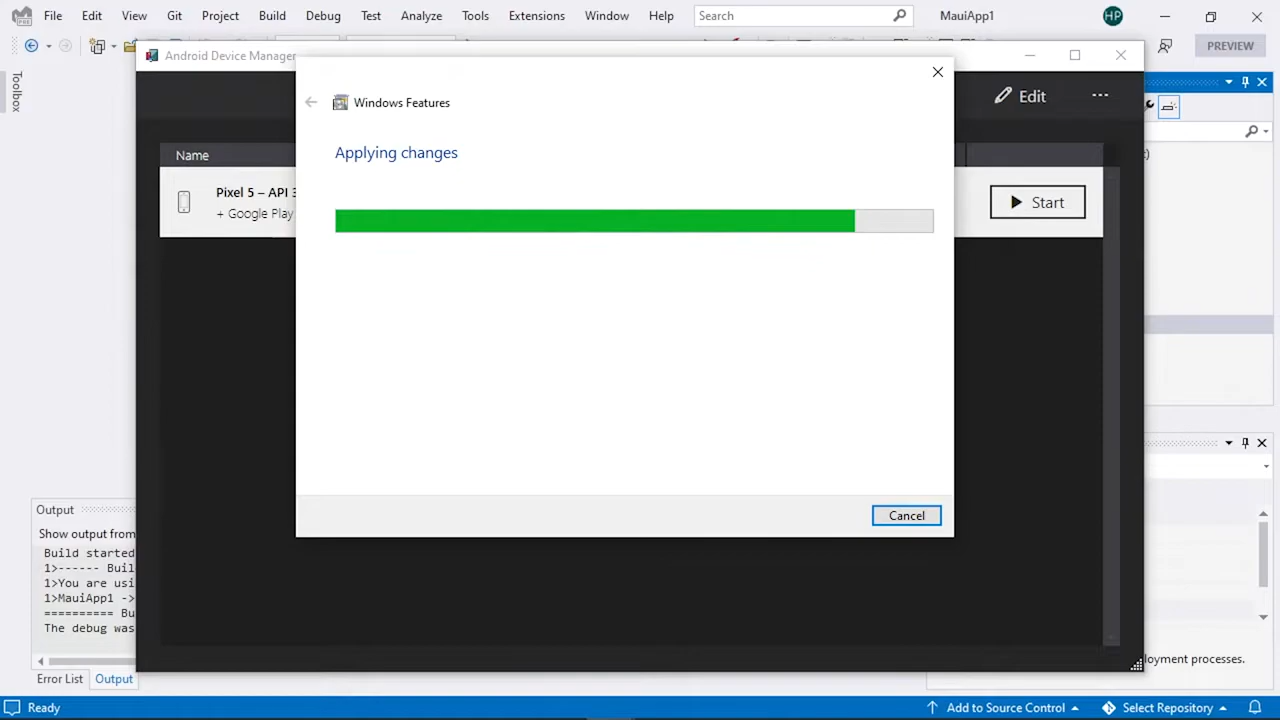 File Edit View Git Project Build Debug Test Analyze Tools Extensions Window Help Search MauiApp1 HP
PREVIEW
Toolbox
Android Device Manager
Windows Features
Edit
Applying changes
Name
Pixel 5 – API
+ Google Play
Start
Cancel
Output
Show output from
Build started
1>------ Buil
1>You are usi
1>MauiApp1 ->
========== Bu
The debug was
oyment processes.
Error List Output
Ready Add to Source Control Select Repository